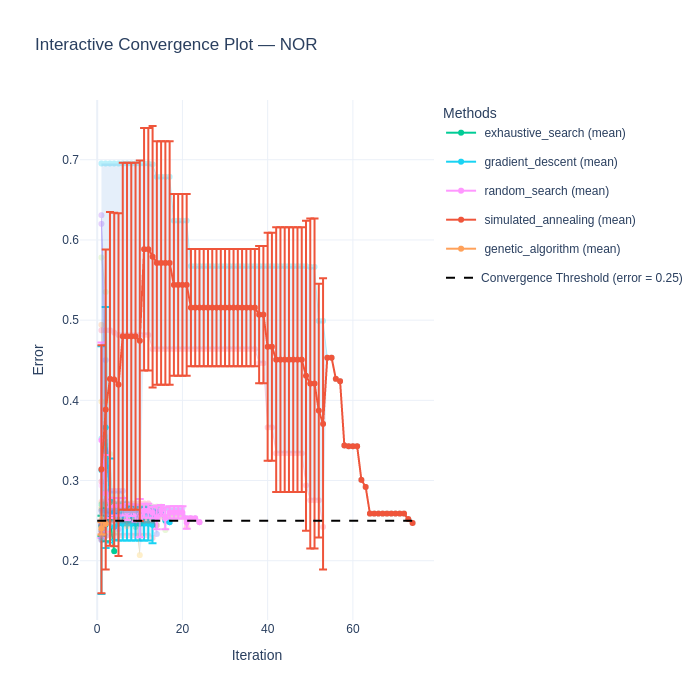 Interactive Convergence Plot — NOR
Methods
exhaustive_search (mean)
gradient_descent (mean)
random_search (mean)
simulated_annealing (mean)
genetic_algorithm (mean)
Convergence Threshold (error = 0.25)
Error
0.7
0.6
0.5
0.4
0.3
0.2
0 20 40 60
Iteration